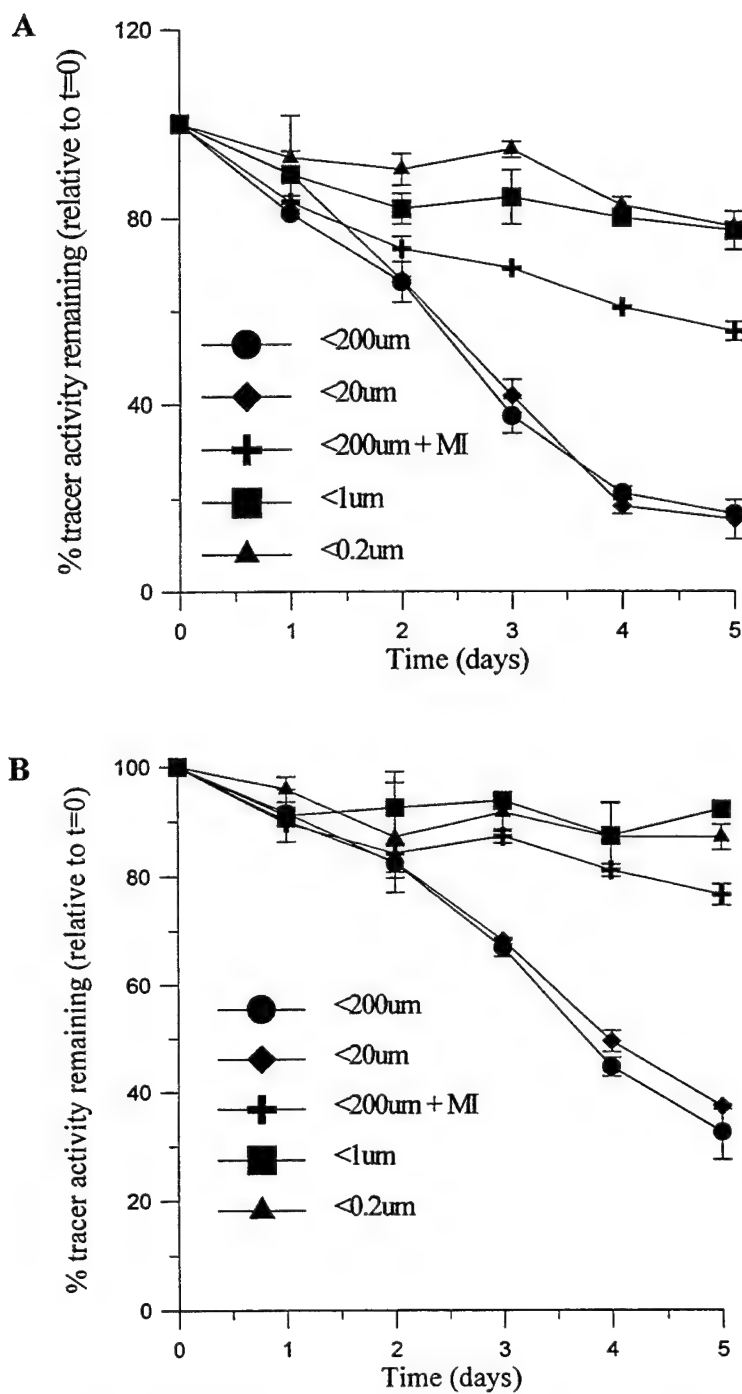 A
% tracer activity remaining (relative to t=0)
120
80
40
0
<200um
<20um
<200um + MI
<1um
<0.2um
0 1 2 3 4 5
Time (days)
B
% tracer activity remaining (relative to t=0)
100
80
60
40
20
0
<200um
<20um
<200um + MI
<1um
<0.2um
0 1 2 3 4 5
Time (days)